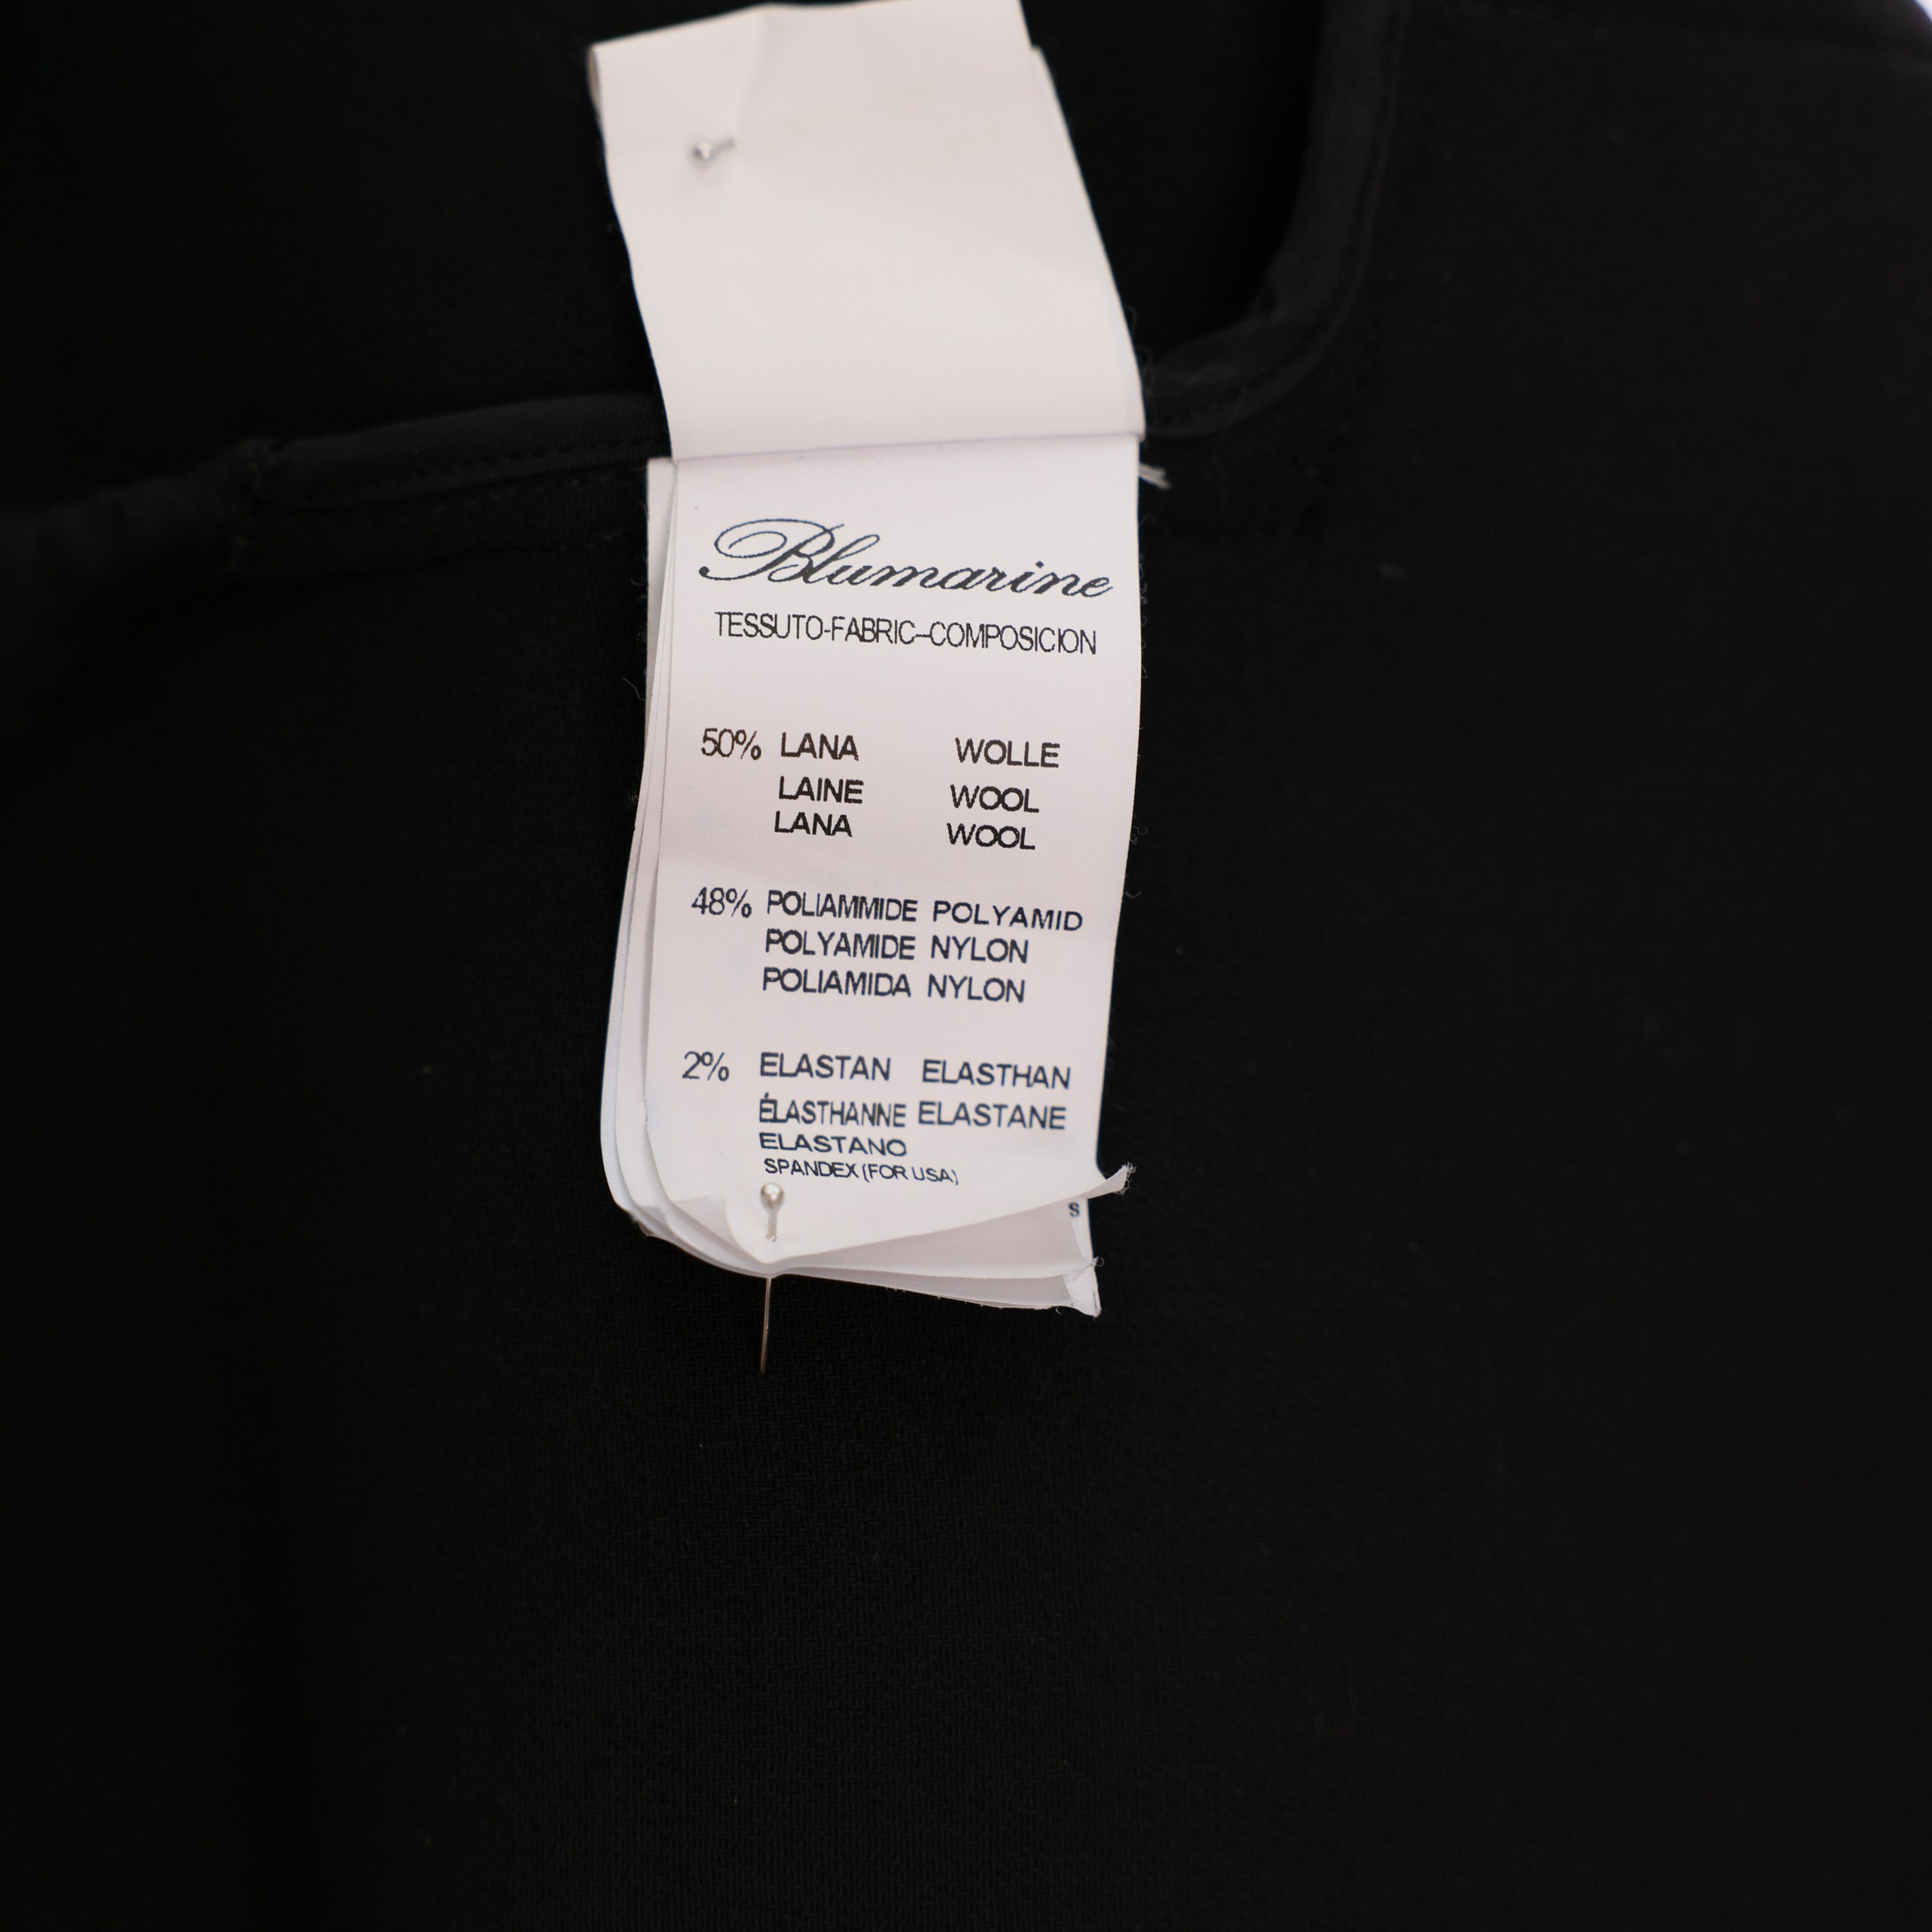 Blumarine
TESSUTO-FABRIC-COMPOSICION
50% LANA WOLLE
LAINE WOOL
LANA WOOL
48% POLIAMMIDE POLYAMID
POLYAMIDE NYLON
POLIAMIDA NYLON
2% ELASTAN ELASTHAN
ÉLASTHANNE ELASTANE
ELASTANO
SPANDEX (FOR USA)
S